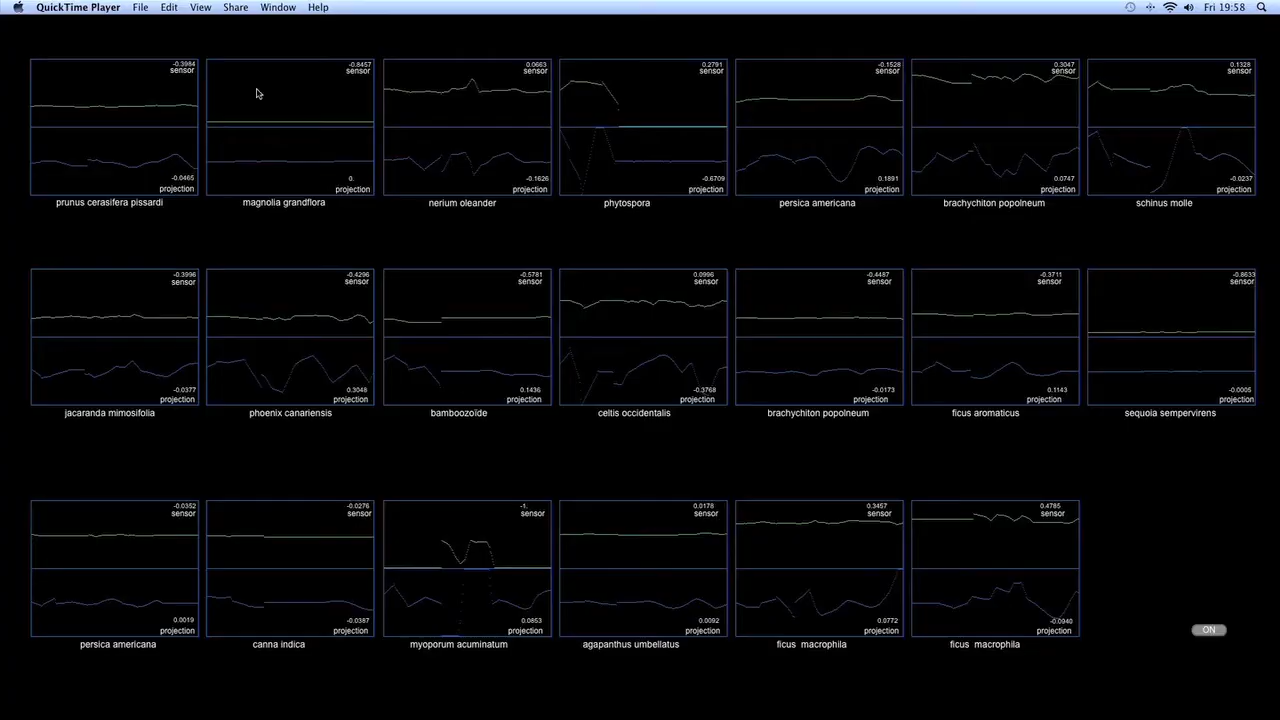 QuickTime Player File Edit View Share Window Help Fri 19:58
-0.3984 -0.8457 0.0663 0.2791 -0.1528 0.3047 0.1328
sensor sensor sensor sensor sensor sensor sensor
-0.0465 0. -0.1626 -0.6709 0.1891 0.0747 -0.0237
projection projection projection projection projection projection projection
prunus cerasifera pissardi magnolia grandflora nerium oleander phytospora persica americana brachychiton popolneum schinus molle
-0.3996 -0.4296 -0.5781 0.0996 -0.4487 -0.3711 -0.8633
sensor sensor sensor sensor sensor sensor sensor
-0.0377 0.3048 0.1436 -0.3768 -0.0173 0.1143 -0.0005
projection projection projection projection projection projection projection
jacaranda mimosifolia phoenix canariensis bamboozoïde celtis occidentalis brachychiton popolneum ficus aromaticus sequoia sempervirens
-0.0352 -0.0276 -1. 0.0178 0.3457 0.4785
sensor sensor sensor sensor sensor sensor
0.0019 -0.0387 0.0853 0.0092 0.0772 -0.0940
projection projection projection projection projection projection
ON
persica americana canna indica myoporum acuminatum agapanthus umbellatus ficus macrophila ficus macrophila